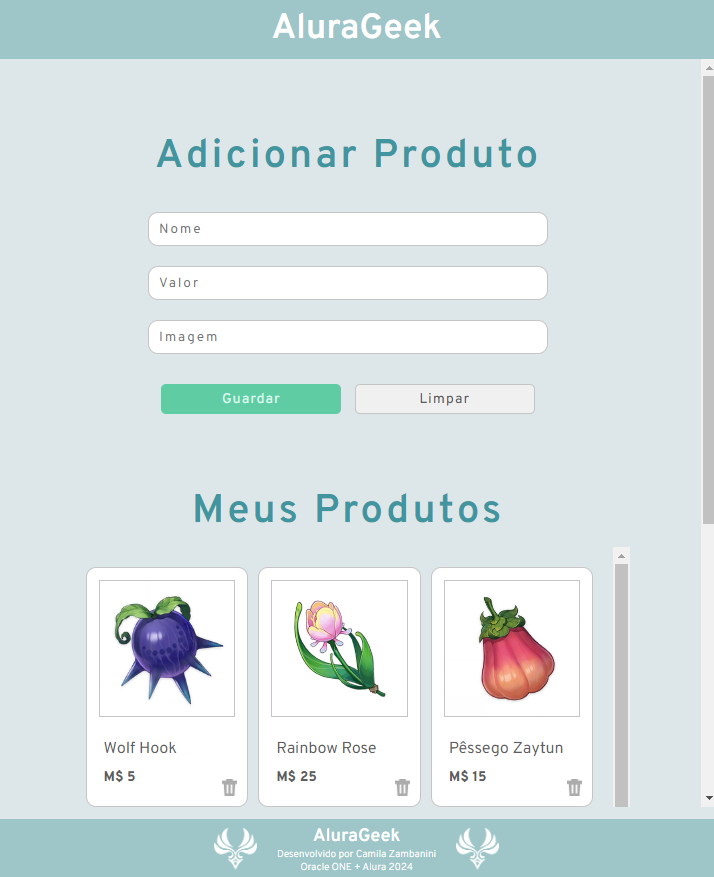 AluraGeek
Adicionar Produto
Nome
Valor
Imagem
Guardar
Limpar
Meus Produtos
Wolf Hook
M$ 5
Rainbow Rose
M$ 25
Pêssego Zaytun
M$ 15
AluraGeek
Desenvolvido por Camila Zambanini
Oracle ONE + Alura 2024